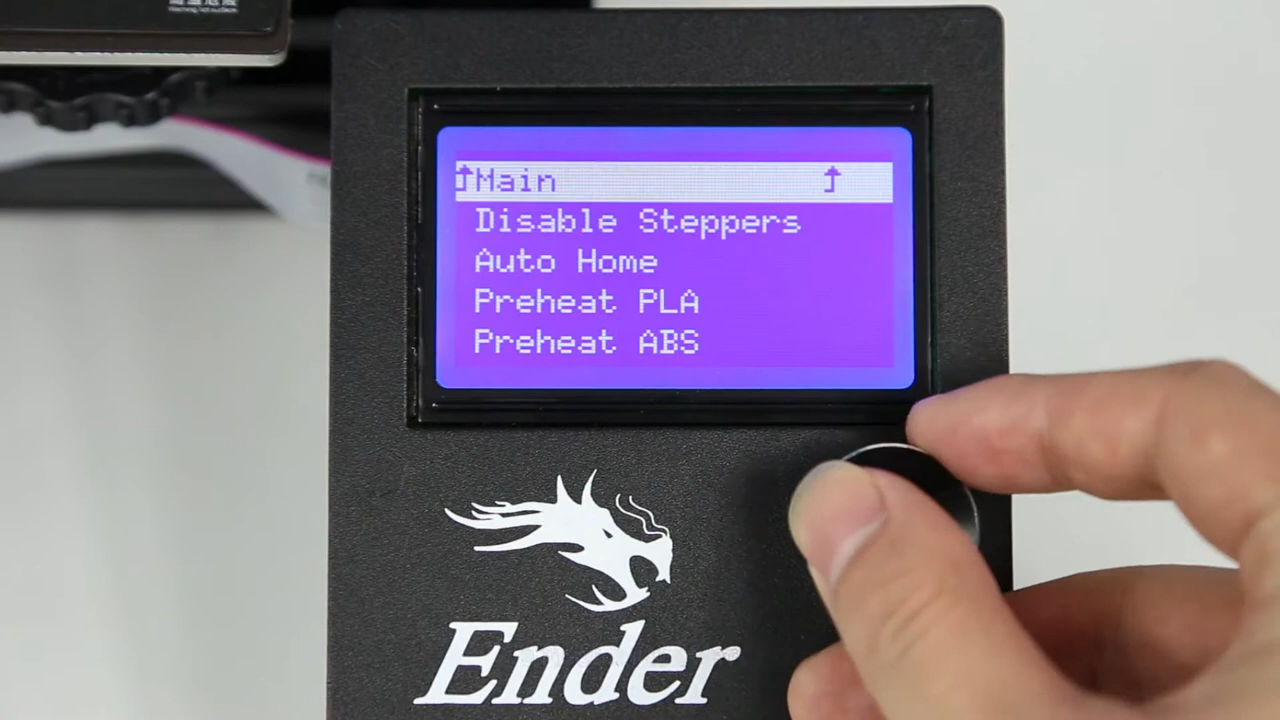 Main
Disable Steppers
Auto Home
Preheat PLA
Preheat ABS
Ender